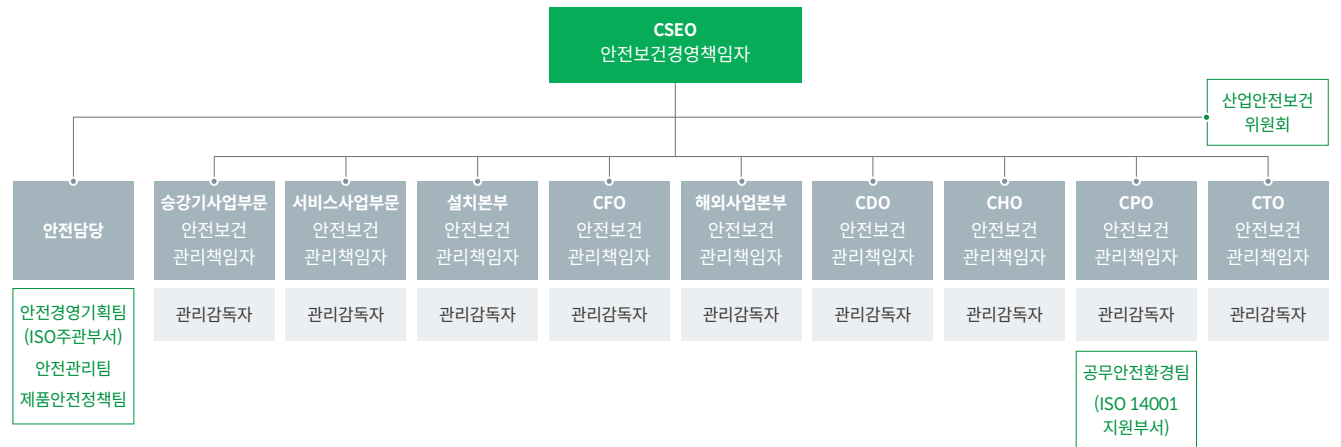 CSEO
안전보건경영책임자
산업안전보건
위원회
안전담당
승강기사업부문
안전보건
관리책임자
서비스사업부문
안전보건
관리책임자
설치본부
안전보건
관리책임자
CFO
안전보건
관리책임자
해외사업본부
안전보건
관리책임자
CDO
안전보건
관리책임자
CHO
안전보건
관리책임자
CPO
안전보건
관리책임자
CTO
안전보건
관리책임자
안전경영기획팀
(ISO주관부서)
안전관리팀
제품안전정책팀
관리감독자
관리감독자
관리감독자
관리감독자
관리감독자
관리감독자
관리감독자
관리감독자
관리감독자
공무안전환경팀
(ISO 14001
지원부서)